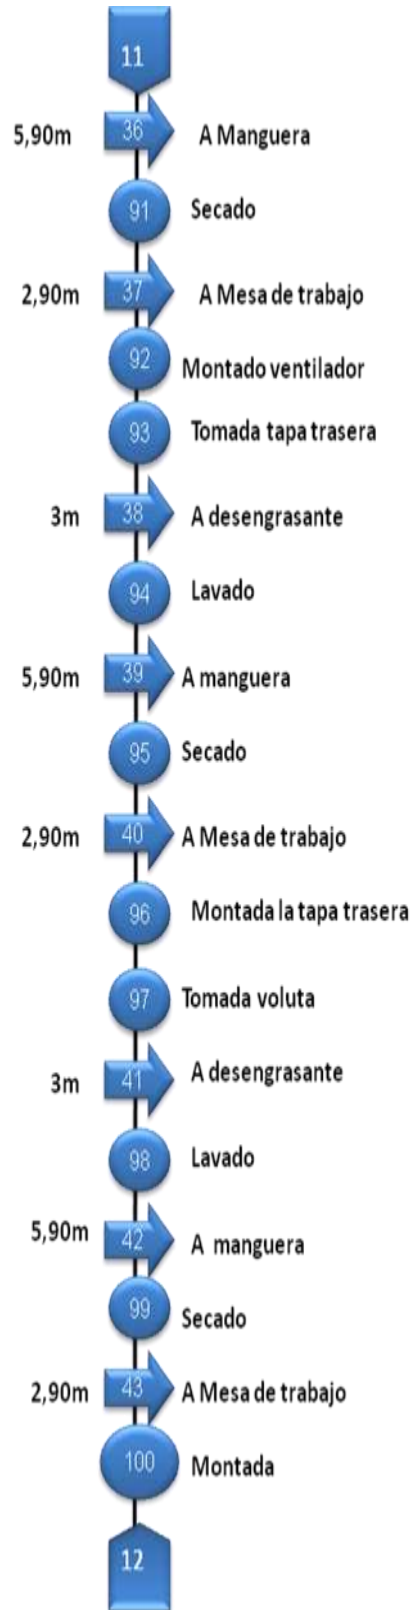 11
5,90m 36 A Manguera
91 Secado
2,90m 37 A Mesa de trabajo
92 Montado ventilador
93 Tomada tapa trasera
3m 38 A desengrasante
94 Lavado
5,90m 39 A manguera
95 Secado
2,90m 40 A Mesa de trabajo
96 Montada la tapa trasera
97 Tomada voluta
3m 41 A desengrasante
98 Lavado
5,90m 42 A manguera
99 Secado
2,90m 43 A Mesa de trabajo
100 Montada
12